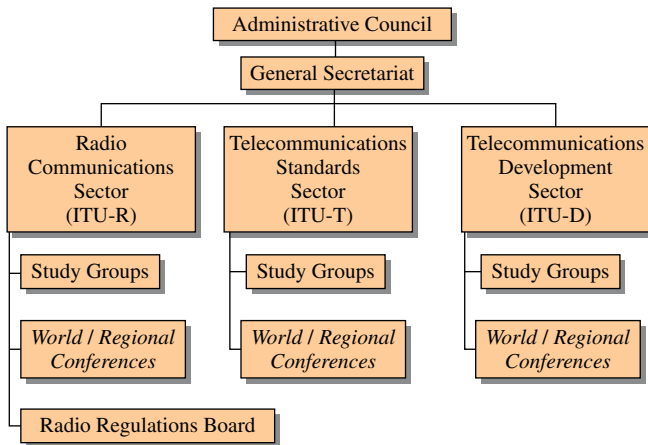 Administrative Council
General Secretariat
Radio
Communications
Sector
(ITU-R)
Telecommunications
Standards
Sector
(ITU-T)
Telecommunications
Development
Sector
(ITU-D)
Study Groups
Study Groups
Study Groups
World / Regional
Conferences
World / Regional
Conferences
World / Regional
Conferences
Radio Regulations Board